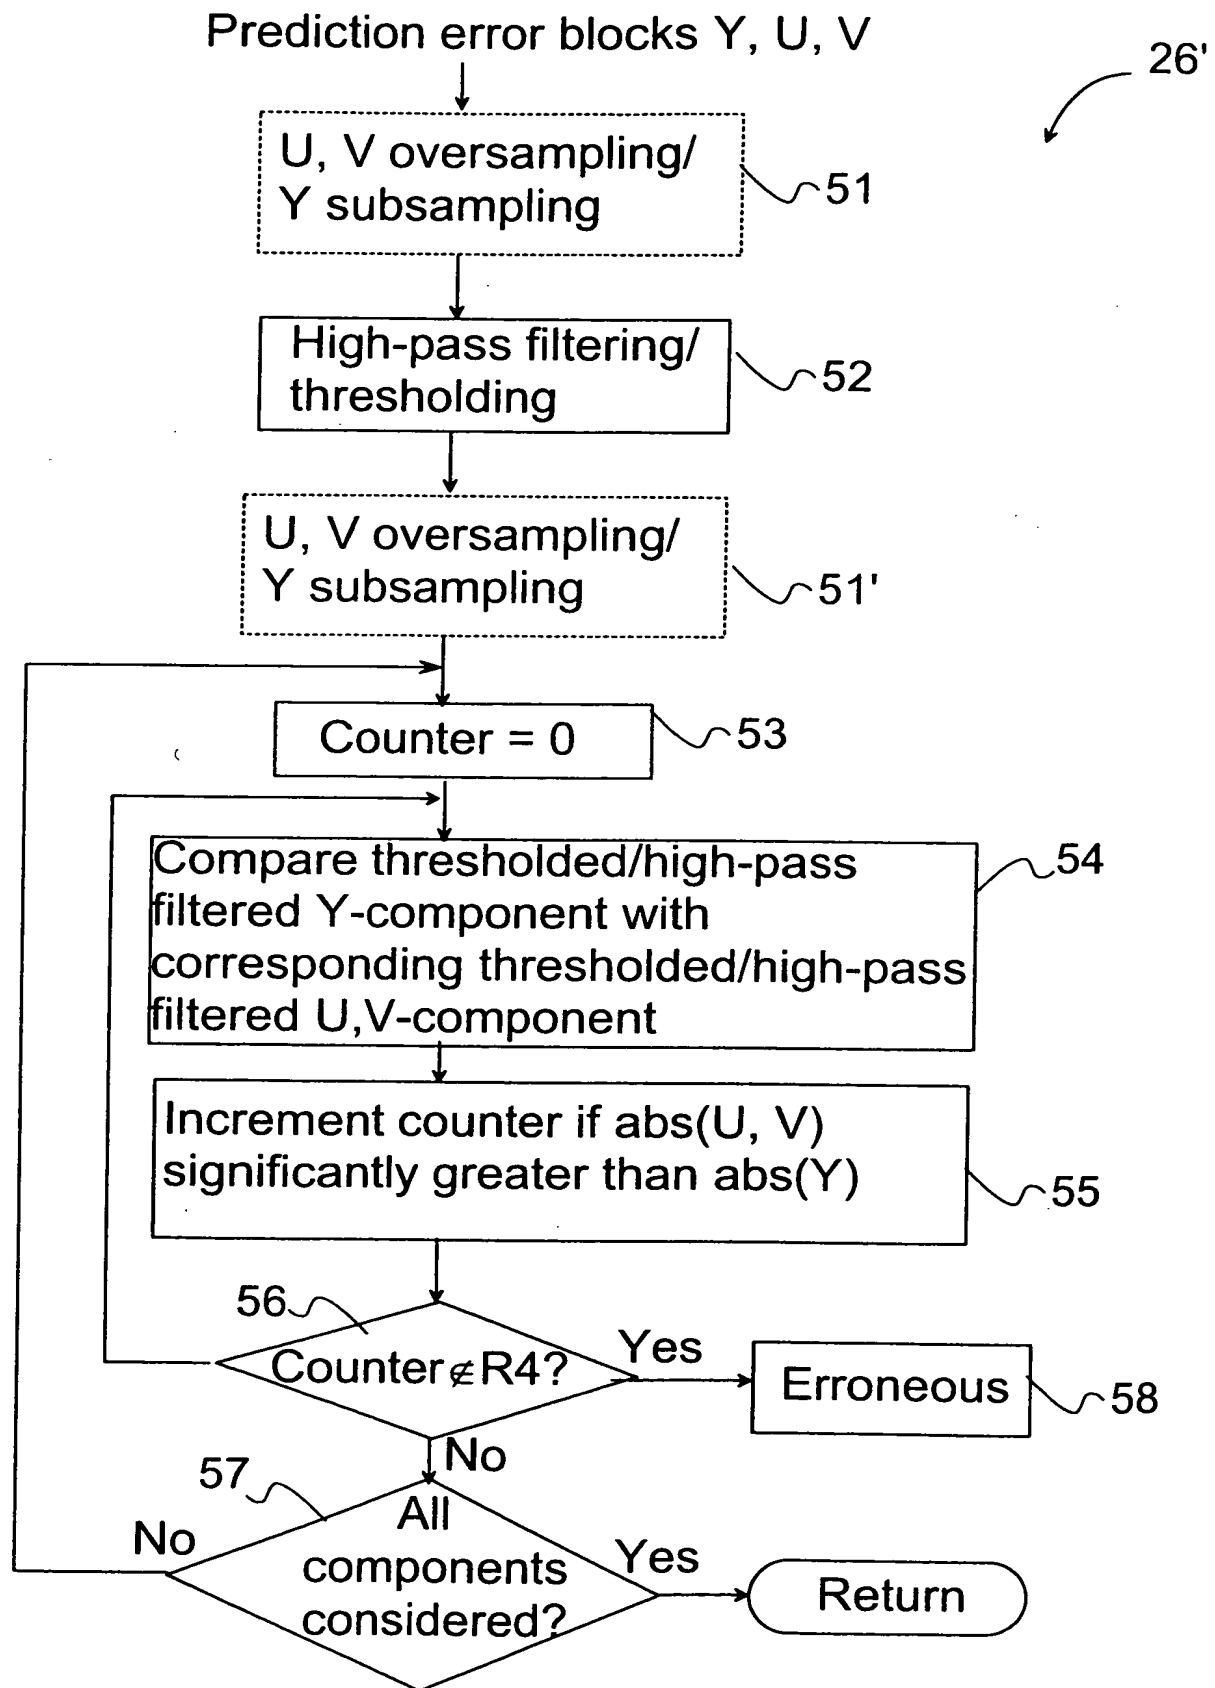 Prediction error blocks Y, U, V
26'
U, V oversampling/
Y subsampling
51
High-pass filtering/
thresholding
52
U, V oversampling/
Y subsampling
51'
Counter = 0
53
Compare thresholded/high-pass
filtered Y-component with
corresponding thresholded/high-pass
filtered U,V-component
54
Increment counter if abs(U, V)
significantly greater than abs(Y)
55
56
Counter∉R4?
Yes
Erroneous
58
No
57
No
All
components
considered?
Yes
Return